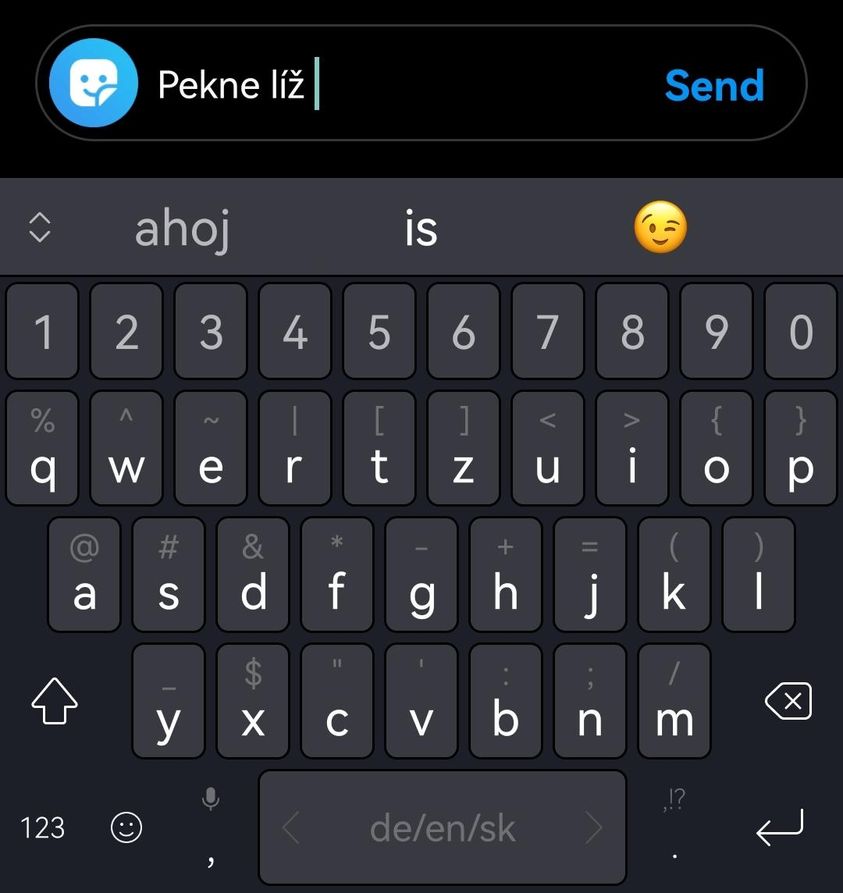 Pekne líž Send
ahoj is 😉
1 2 3 4 5 6 7 8 9 0
% ^ ~ | [ ] < > { }
q w e r t z u i o p
@ # & * - + = ( )
a s d f g h j k l
_ $ " ' : ; /
y x c v b n m
,!?
123 , de/en/sk .